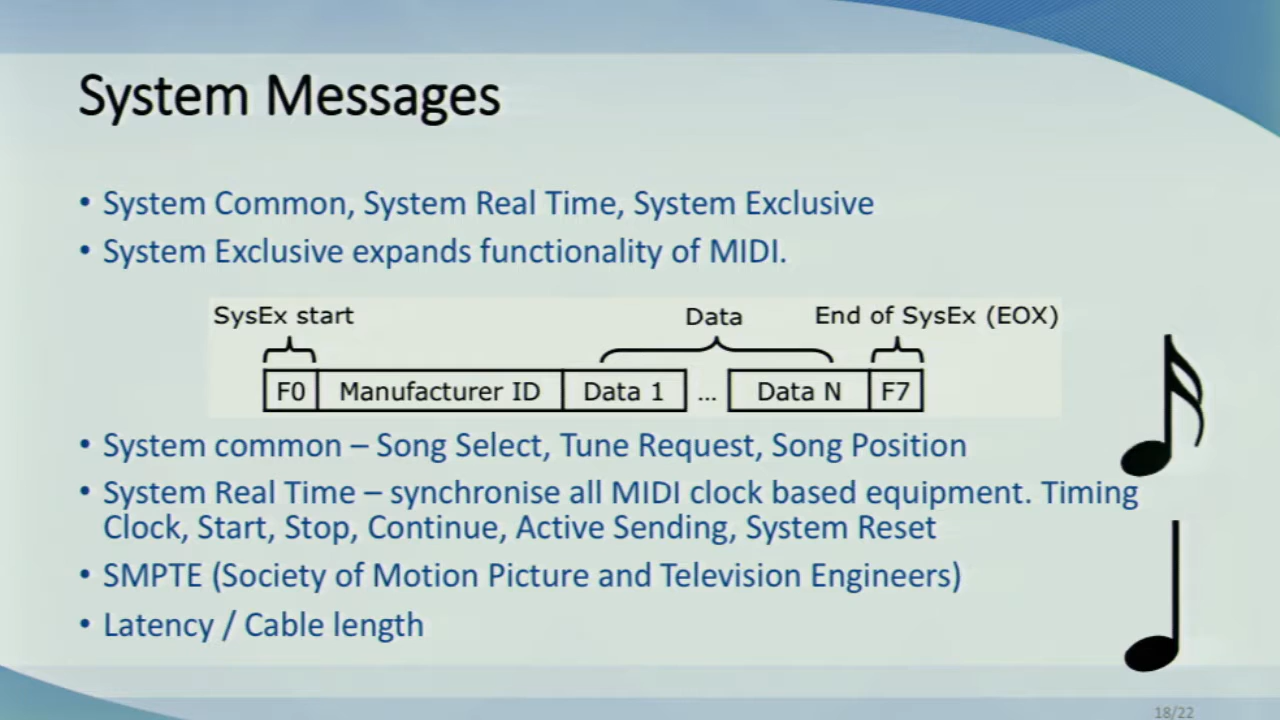 System Messages
• System Common, System Real Time, System Exclusive
• System Exclusive expands functionality of MIDI.
SysEx start Data End of SysEx (EOX)
F0 Manufacturer ID Data 1 ... Data N F7
• System common – Song Select, Tune Request, Song Position
• System Real Time – synchronise all MIDI clock based equipment. Timing
Clock, Start, Stop, Continue, Active Sending, System Reset
• SMPTE (Society of Motion Picture and Television Engineers)
• Latency / Cable length
18/22